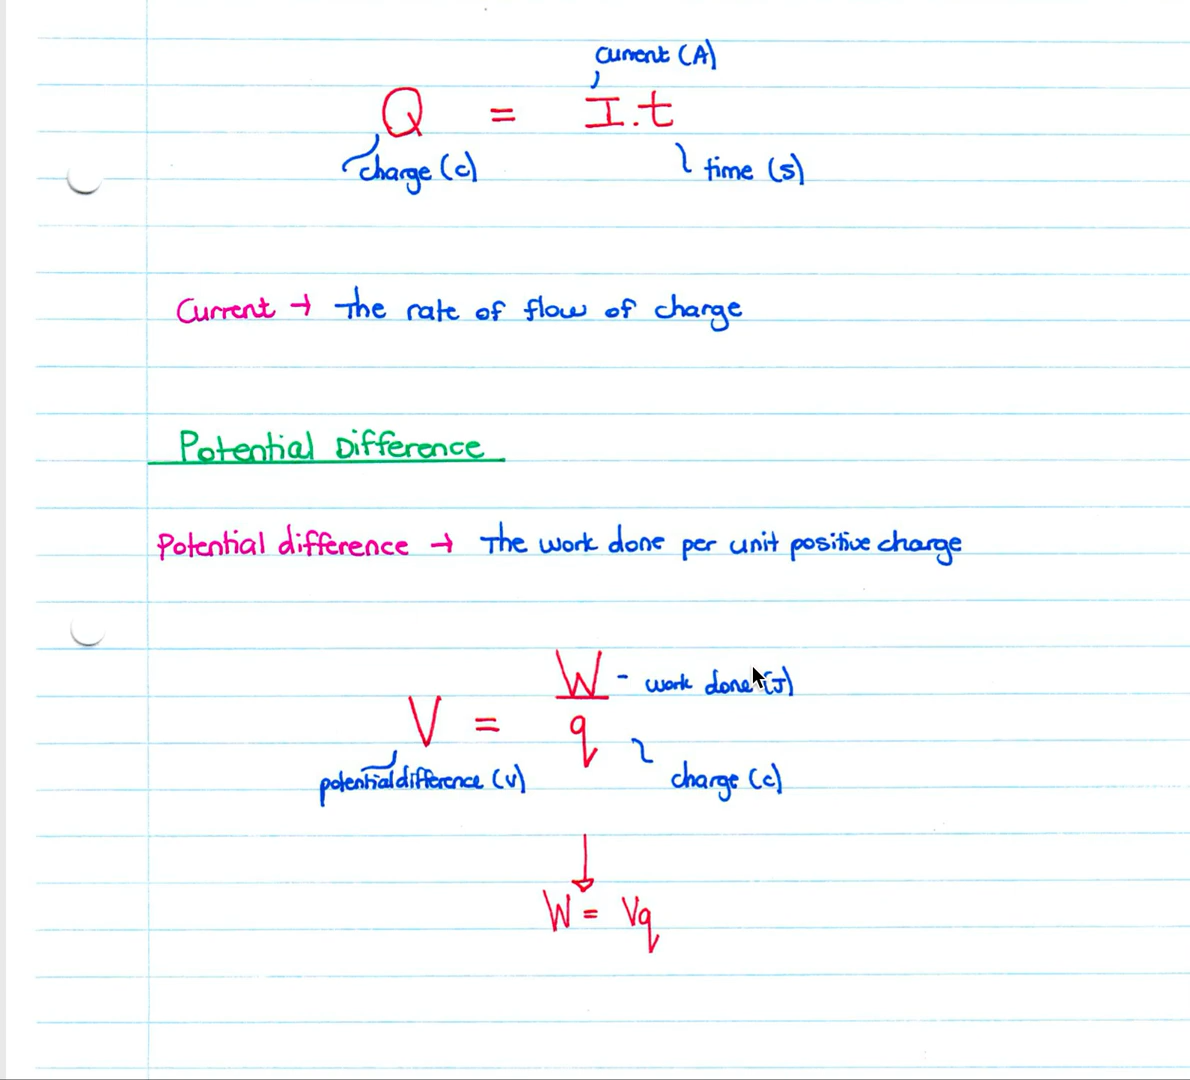 current (A)
Q = I.t
charge (c)
time (s)
Current → The rate of flow of charge
Potential Difference
Potential difference → The work done per unit positive charge
W - work done (J)
V =
q
potential difference (v)
charge (c)
W = Vq